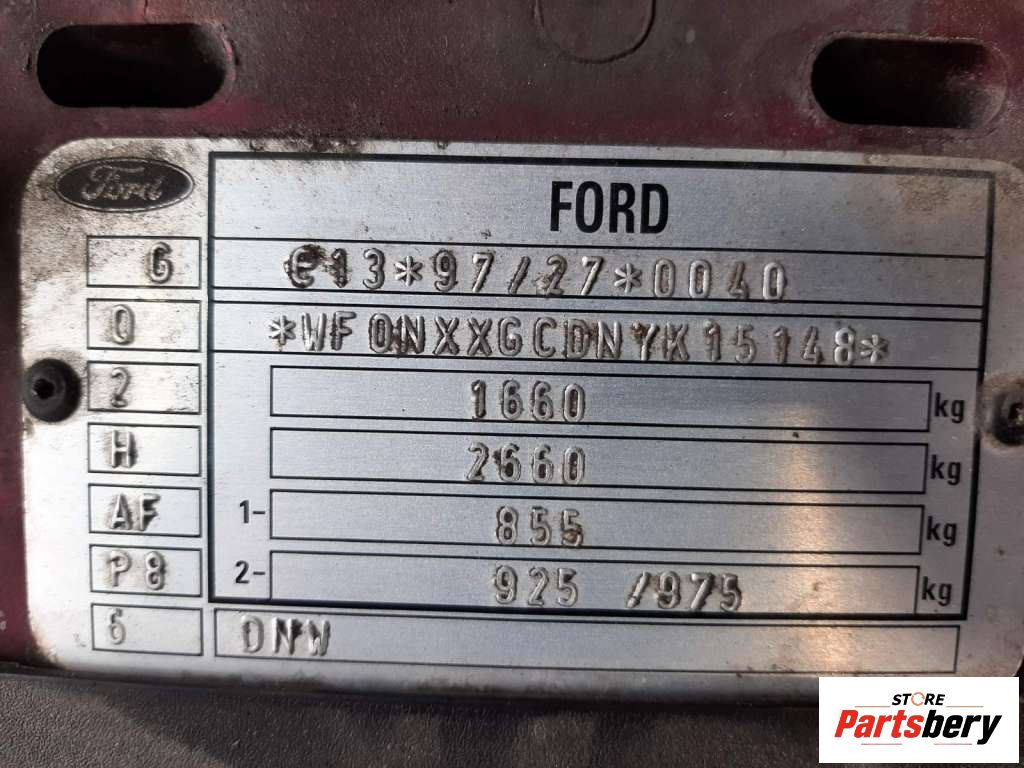 Ford
FORD
G e13*97/27*0040
Q *WF0NXXGCDNYK15148*
2 1660 kg
H 2660 kg
AF 1- 855 kg
P8 2- 925 /975 kg
6 DNW
STORE
Partsbery